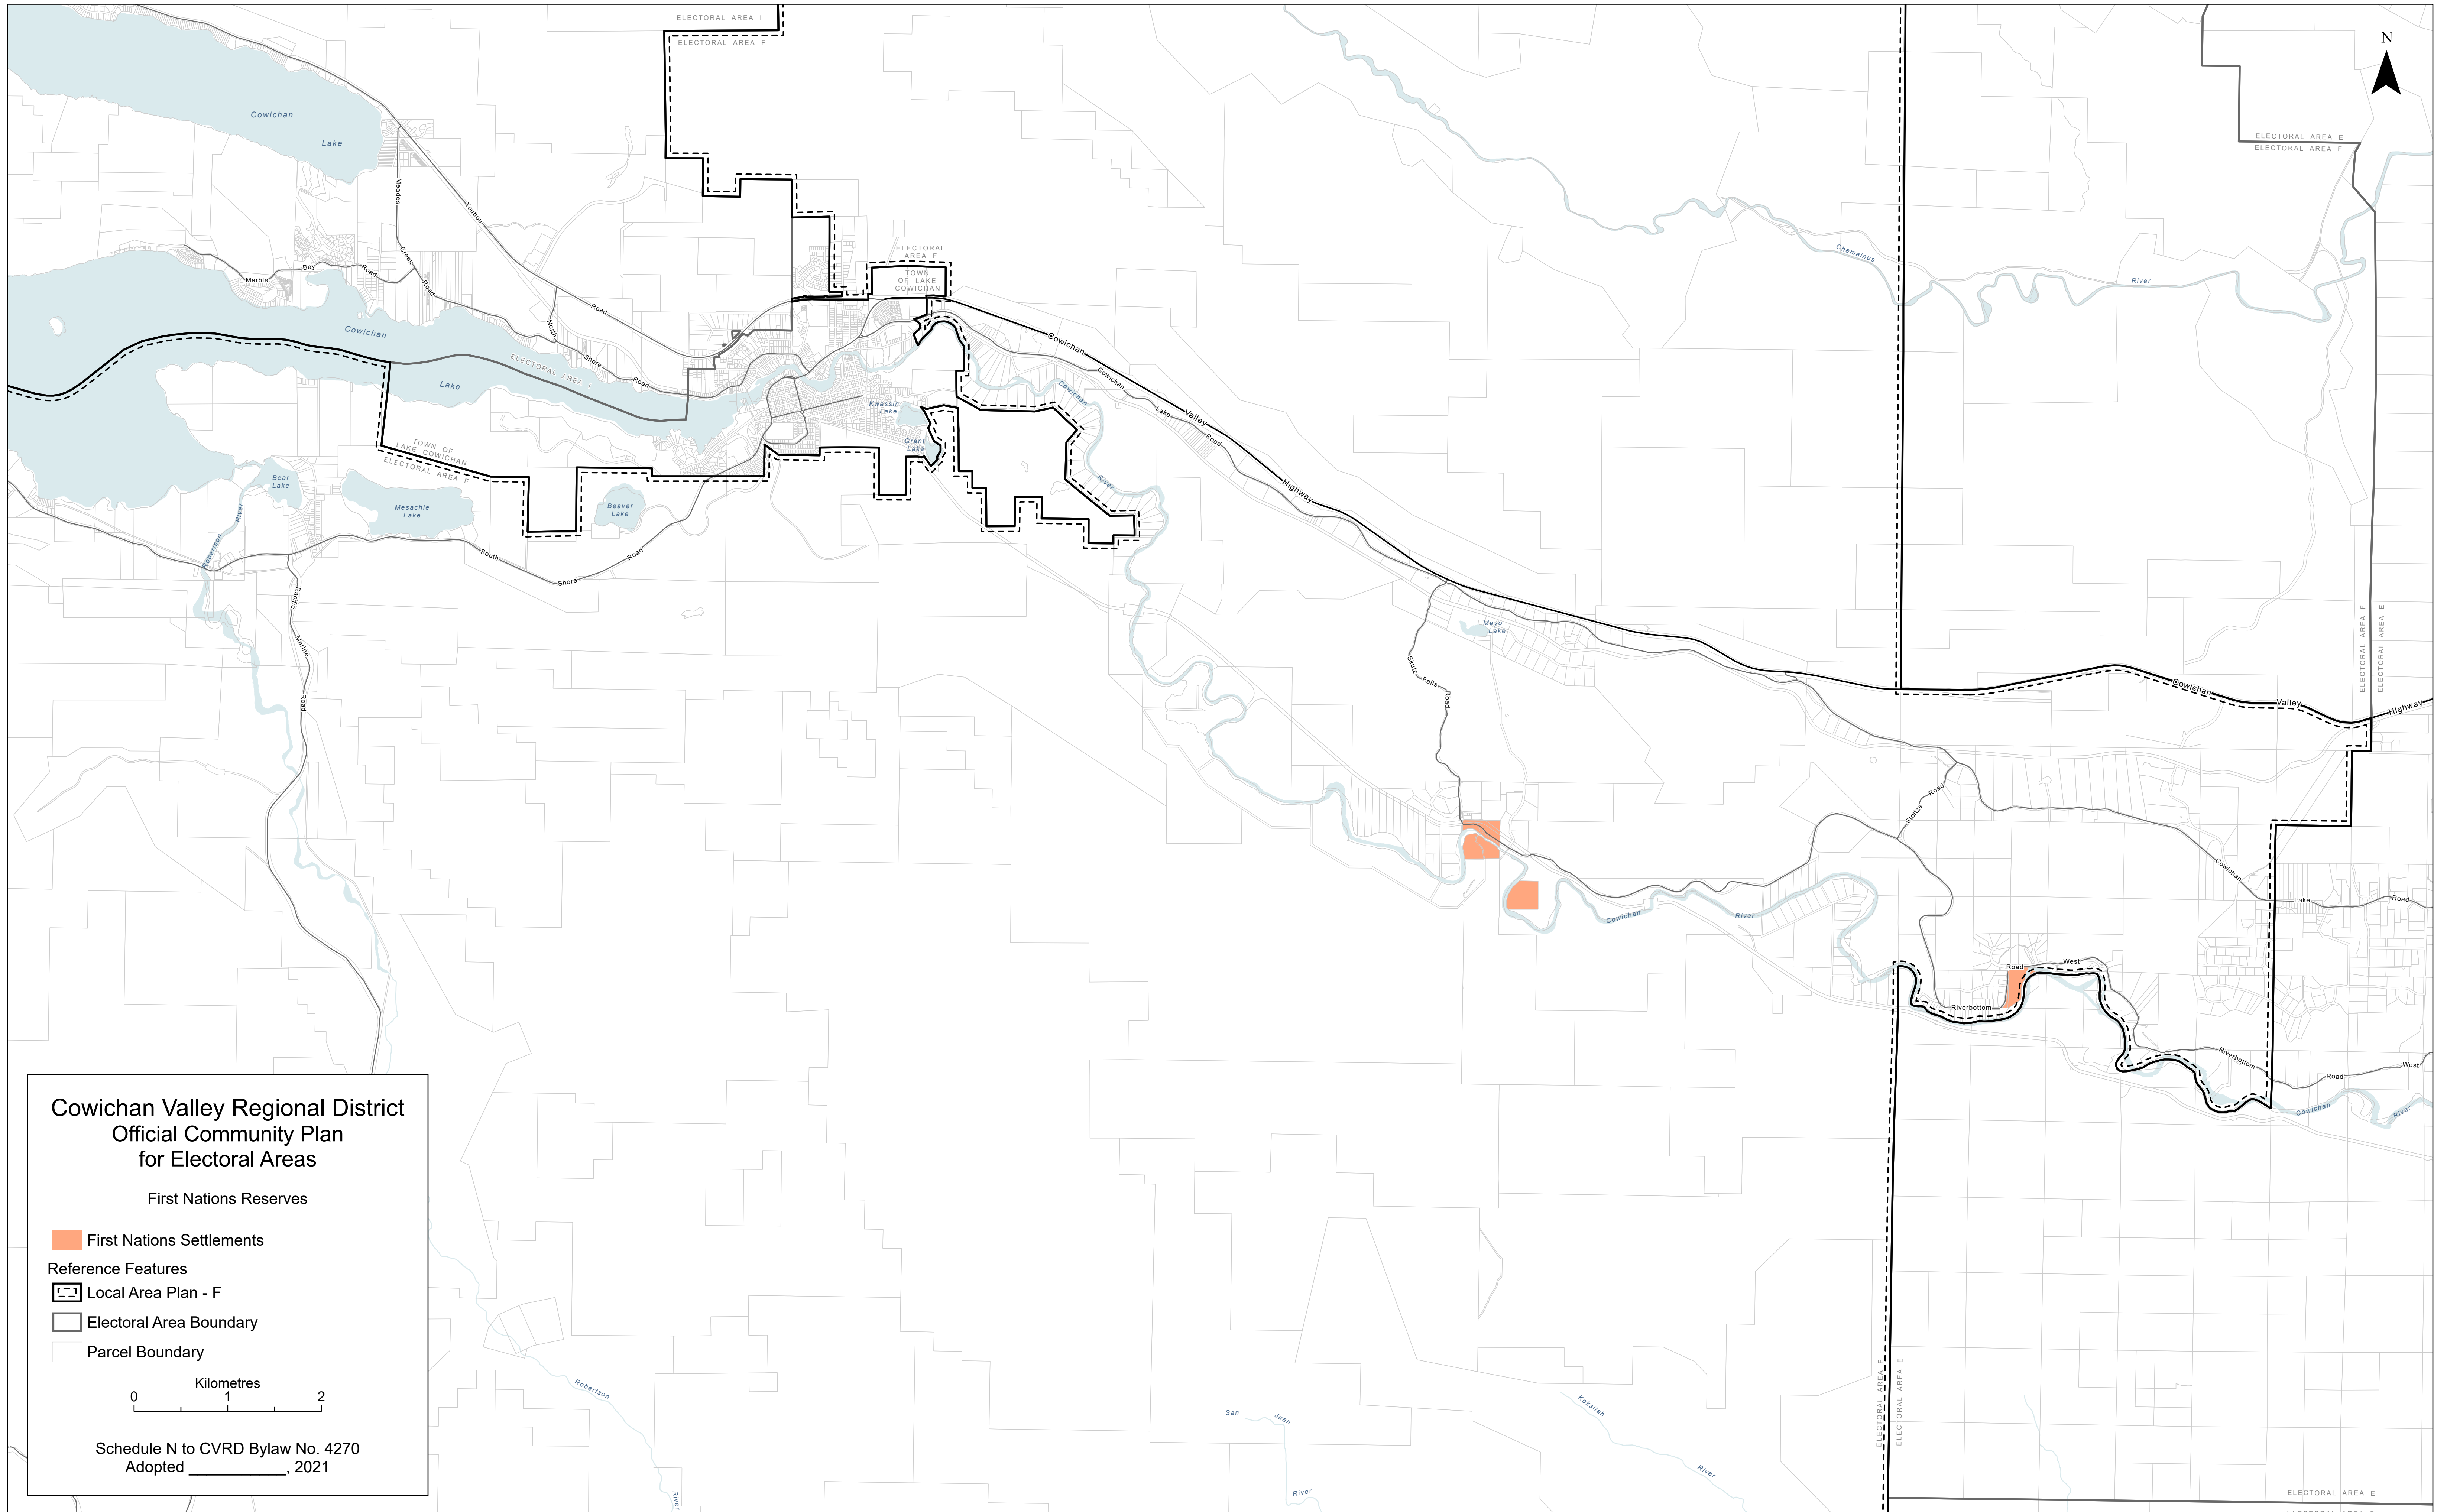 ELECTORAL AREA I
ELECTORAL AREA F
N
Cowichan
Lake
ELECTORAL AREA E
ELECTORAL AREA F
Meades
Creek
Road
Youbou
Road
Marble
Bay
Road
ELECTORAL
AREA F
TOWN
OF LAKE
COWICHAN
Chemainus
River
North
Shore
Road
Cowichan
Lake
ELECTORAL AREA I
TOWN OF
LAKE COWICHAN
ELECTORAL AREA F
Kwassin
Lake
Grant
Lake
Cowichan
River
Cowichan
Valley
Highway
Cowichan
Lake
Road
Bear
Lake
Mesachie
Lake
Beaver
Lake
Robertson
River
South
Shore
Road
Pacific
Marine
Road
Mayo
Lake
Skutz
Falls
Road
ELECTORAL AREA F
ELECTORAL AREA E
Cowichan
Valley
Highway
Stoltze
Road
Cowichan
Lake
Road
Cowichan
River
Riverbottom
Road
West
Riverbottom
Road
West
Cowichan
River
Cowichan Valley Regional District
Official Community Plan
for Electoral Areas
First Nations Reserves
First Nations Settlements
Reference Features
Local Area Plan - F
Electoral Area Boundary
Parcel Boundary
Kilometres
0 1 2
Schedule N to CVRD Bylaw No. 4270
Adopted ___________, 2021
Robertson
River
San
Juan
River
Koksilah
River
ELECTORAL AREA F
ELECTORAL AREA E
ELECTORAL AREA E